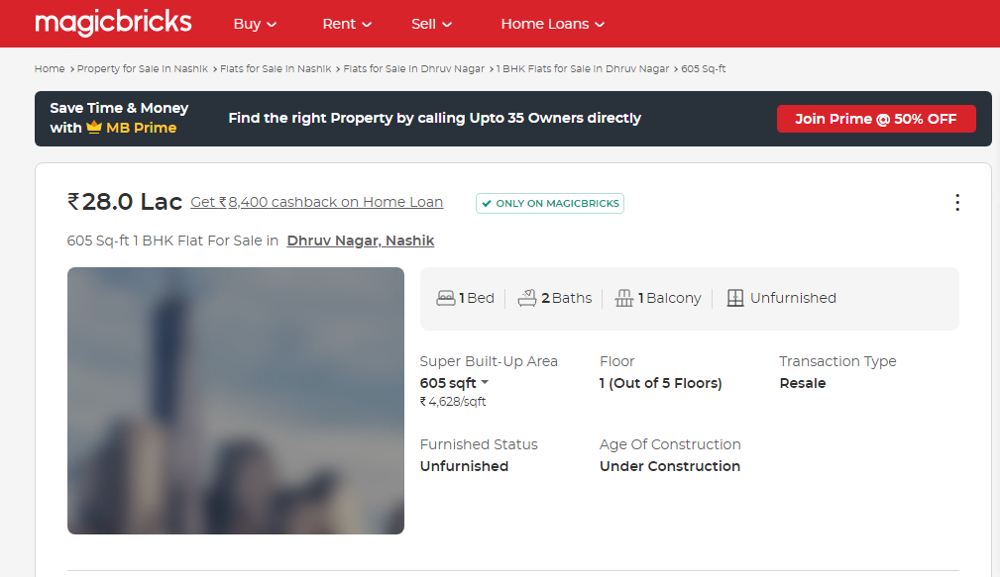 magicbricks
Buy Rent Sell Home Loans
Home > Property for Sale in Nashik > Flats for Sale in Nashik > Flats for Sale in Dhruv Nagar > 1 BHK Flats for Sale in Dhruv Nagar > 605 Sq-ft
Save Time & Money
with MB Prime
Find the right Property by calling Upto 35 Owners directly
Join Prime @ 50% OFF
₹28.0 Lac Get ₹8,400 cashback on Home Loan
ONLY ON MAGICBRICKS
605 Sq-ft 1 BHK Flat For Sale in Dhruv Nagar, Nashik
1 Bed 2 Baths 1 Balcony Unfurnished
Super Built-Up Area
605 sqft
₹ 4,628/sqft
Floor
1 (Out of 5 Floors)
Transaction Type
Resale
Furnished Status
Unfurnished
Age Of Construction
Under Construction